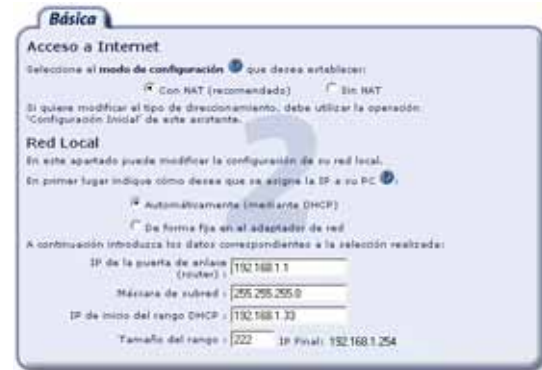 Básica
Acceso a Internet
Seleccione el modo de configuración que desea establecer:
Con NAT (recomendado) Sin NAT
Si quiere modificar el tipo de direccionamiento, debe utilizar la operación
'Configuración Inicial' de este asistente.
2
Red Local
En este apartado puede modificar la configuración de su red local.
En primer lugar indique cómo desea que se asigne la IP a su PC :
Automáticamente (mediante DHCP)
De forma fija en el adaptador de red
A continuación introduzca los datos correspondientes a la selección realizada:
IP de la puerta de enlace
(router) : 192.168.1.1
Máscara de subred : 255.255.255.0
IP de inicio del rango DHCP : 192.168.1.33
Tamaño del rango : 222 IP Final: 192.168.1.254